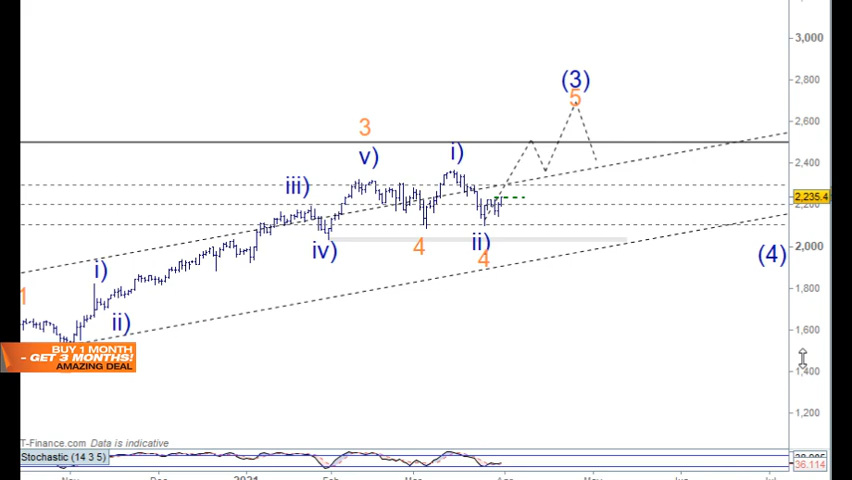 3,000
2,800
(3)
5
2,600
3
v)
i)
2,400
iii)
2,235.4
iv)
4
ii)
4
2,000
(4)
i)
1
1,800
ii)
1,600
BUY 1 MONTH
- GET 3 MONTHS!
AMAZING DEAL
1,400
1,200
T-Finance.com Data is indicative
Stochastic (14 3 5)
36.114
2021